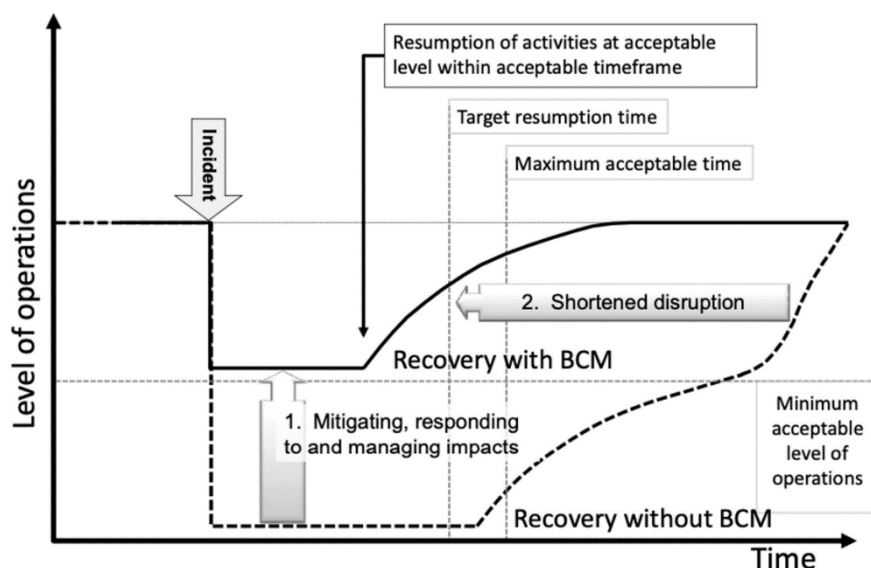 Resumption of activities at acceptable
level within acceptable timeframe
Target resumption time
Incident
Maximum acceptable time
Level of operations
2. Shortened disruption
Recovery with BCM
1. Mitigating, responding
to and managing impacts
Minimum
acceptable
level of
operations
Recovery without BCM
Time